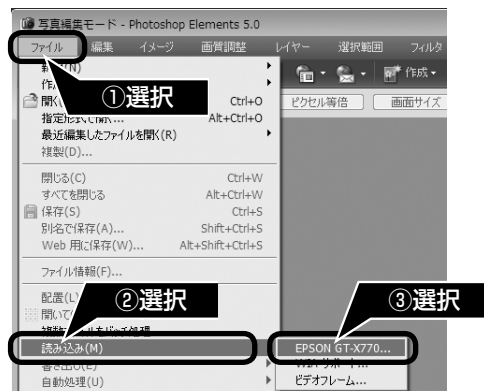 写真編集モード - Photoshop Elements 5.0
ファイル 編集 イメージ 画質調整 レイヤー 選択範囲 フィルタ
作成
①選択
ピクセル等倍 画面サイズ
Ctrl+O
Alt+Ctrl+O
最近編集したファイルを開く(R)
複製(D)...
閉じる(C) Ctrl+W
すべてを閉じる Alt+Ctrl+W
保存(S) Ctrl+S
別名で保存(A)... Shift+Ctrl+S
Web 用に保存(W)... Alt+Shift+Ctrl+S
ファイル情報(F)...
②選択
③選択
読み込み(M) EPSON GT-X770...
自動処理(U) ビデオフレーム...